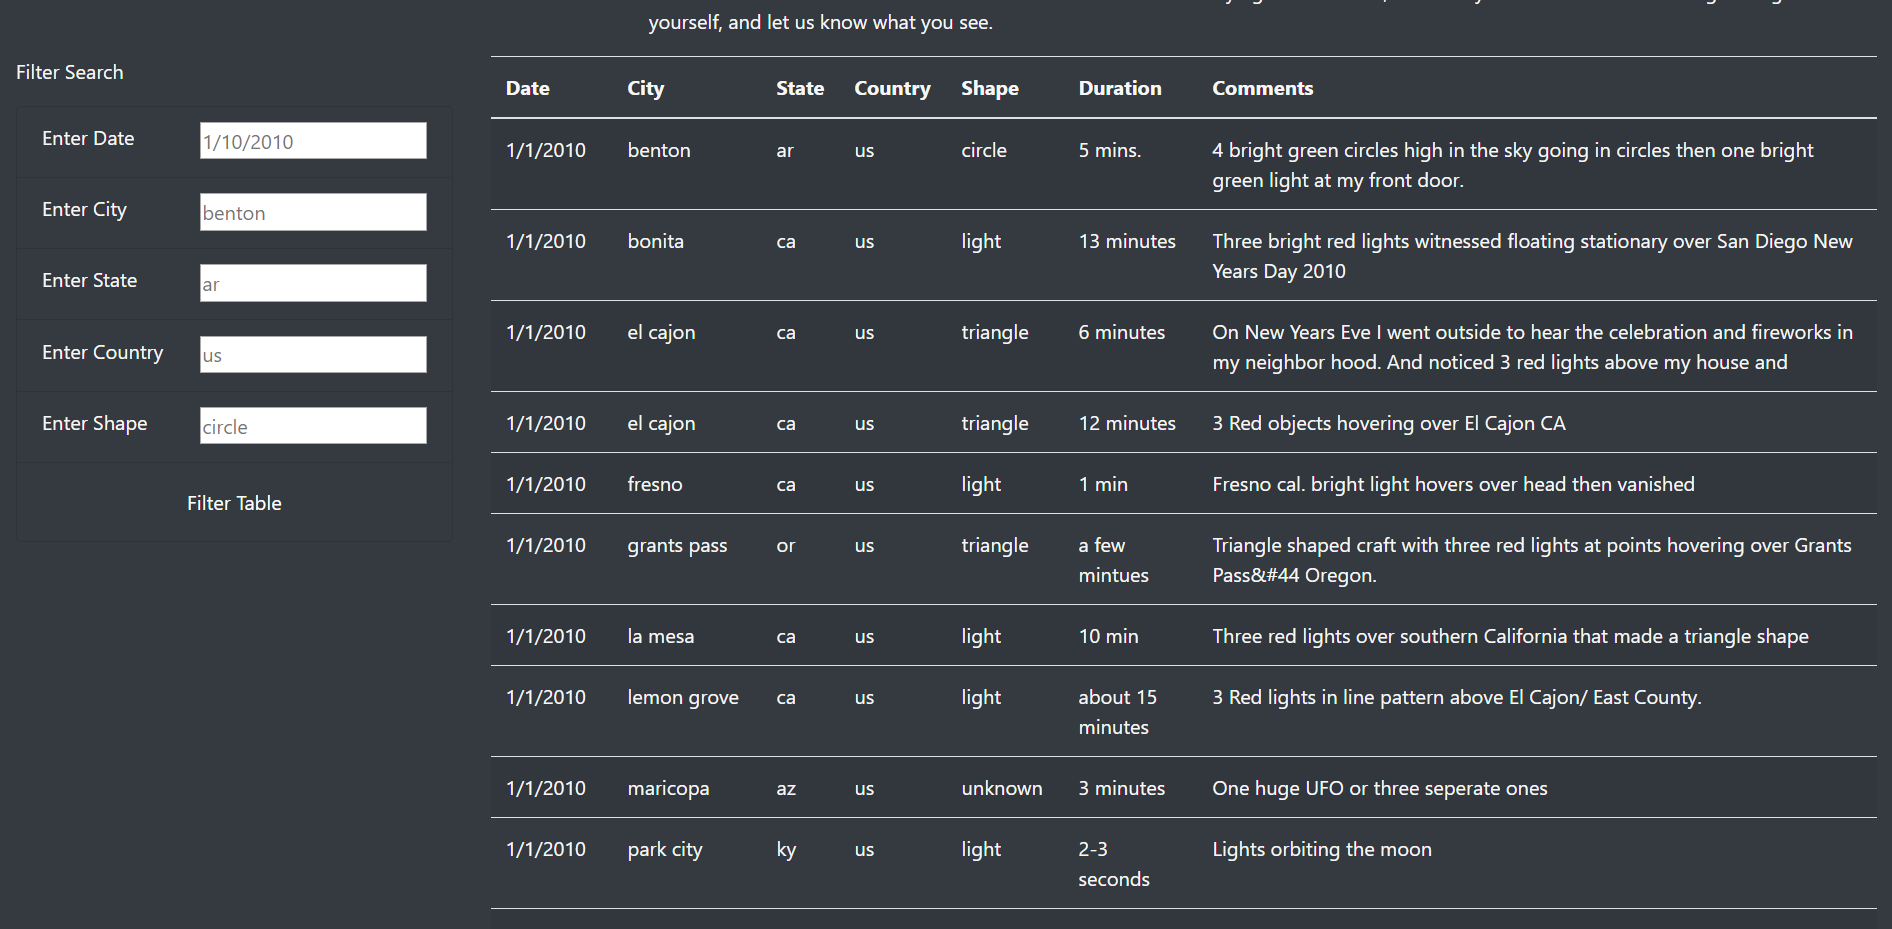 yourself, and let us know what you see.
Filter Search
Enter Date 1/10/2010
Enter City benton
Enter State ar
Enter Country us
Enter Shape circle
Filter Table
Date City State Country Shape Duration Comments
1/1/2010 benton ar us circle 5 mins. 4 bright green circles high in the sky going in circles then one bright
green light at my front door.
1/1/2010 bonita ca us light 13 minutes Three bright red lights witnessed floating stationary over San Diego New
Years Day 2010
1/1/2010 el cajon ca us triangle 6 minutes On New Years Eve I went outside to hear the celebration and fireworks in
my neighbor hood. And noticed 3 red lights above my house and
1/1/2010 el cajon ca us triangle 12 minutes 3 Red objects hovering over El Cajon CA
1/1/2010 fresno ca us light 1 min Fresno cal. bright light hovers over head then vanished
1/1/2010 grants pass or us triangle a few Triangle shaped craft with three red lights at points hovering over Grants
mintues Pass&#44 Oregon.
1/1/2010 la mesa ca us light 10 min Three red lights over southern California that made a triangle shape
1/1/2010 lemon grove ca us light about 15 3 Red lights in line pattern above El Cajon/ East County.
minutes
1/1/2010 maricopa az us unknown 3 minutes One huge UFO or three seperate ones
1/1/2010 park city ky us light 2-3 Lights orbiting the moon
seconds